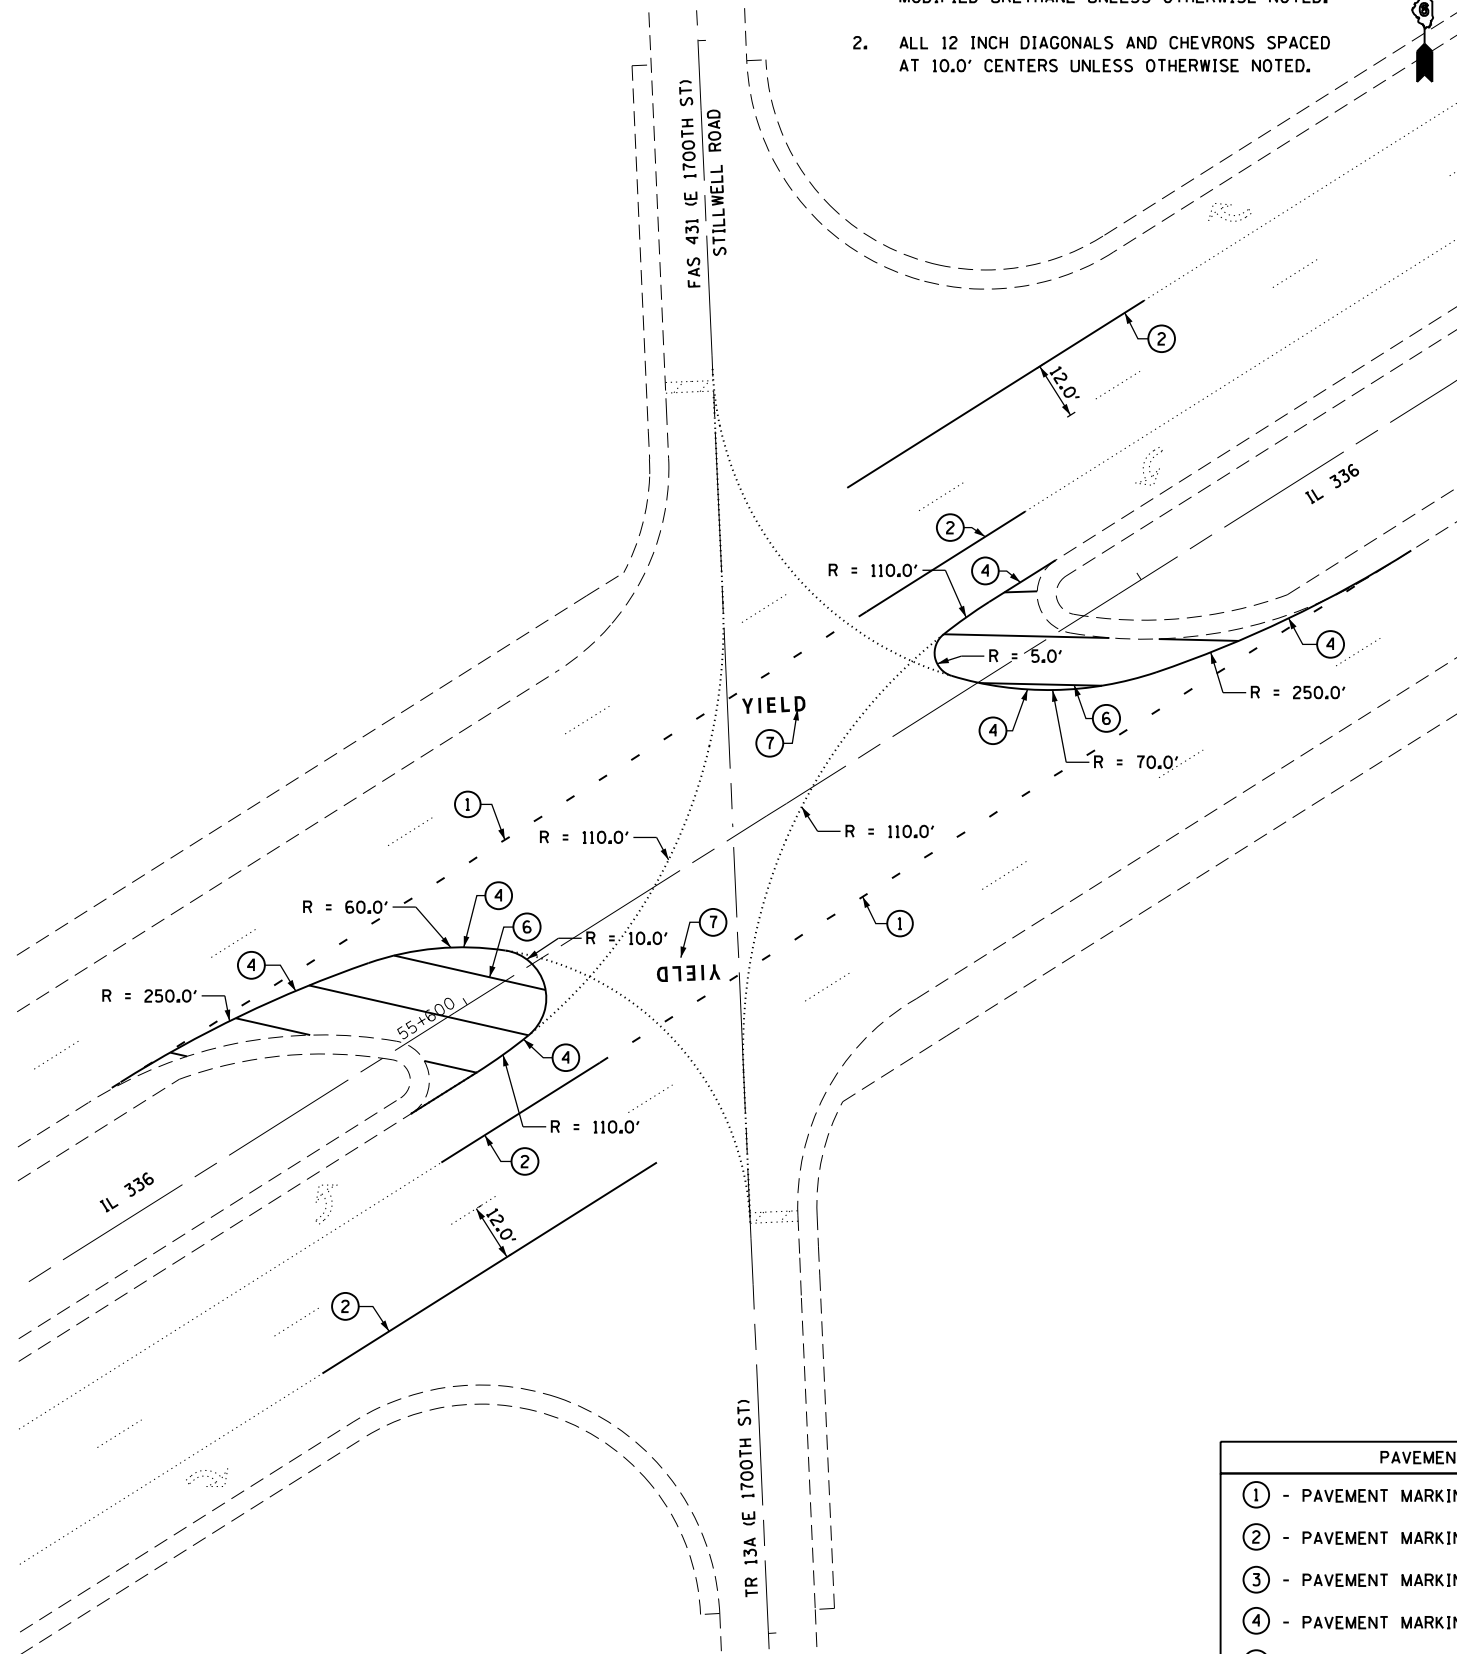 MODIFIED URETHANE UNLESS OTHERWISE NOTED.
2. ALL 12 INCH DIAGONALS AND CHEVRONS SPACED
AT 10.0' CENTERS UNLESS OTHERWISE NOTED.
6
FAS 431 (E 1700TH ST)
STILLWELL ROAD
2
12.0'
IL 336
2
R = 110.0'
4
4
R = 5.0'
R = 250.0'
YIELD
6
4
7
R = 70.0'
1
R = 110.0'
R = 110.0'
4
R = 60.0'
6
7
1
R = 10.0'
4
YIELD
R = 250.0'
55+600
4
R = 110.0'
2
IL 336
12.0'
2
TR 13A (E 1700TH ST)
PAVEMEN
1 - PAVEMENT MARKIN
2 - PAVEMENT MARKIN
3 - PAVEMENT MARKIN
4 - PAVEMENT MARKIN